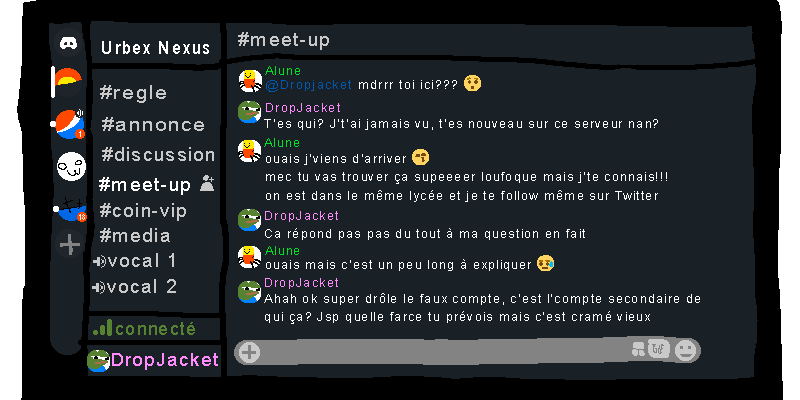 Urbex Nexus
#regle
#annonce
#discussion
#meet-up
#coin-vip
#media
vocal 1
vocal 2
connecté
DropJacket
1
16
#meet-up
Alune
@Dropjacket mdrrr toi ici???
DropJacket
T'es qui? J't'ai jamais vu, t'es nouveau sur ce serveur nan?
Alune
ouais j'viens d'arriver
mec tu vas trouver ça supeeeer loufoque mais j'te connais!!!
on est dans le même lycée et je te follow même sur Twitter
DropJacket
Ca répond pas pas du tout à ma question en fait
Alune
ouais mais c'est un peu long à expliquer
DropJacket
Ahah ok super drôle le faux compte, c'est l'compte secondaire de
qui ça? Jsp quelle farce tu prévois mais c'est cramé vieux
GIF